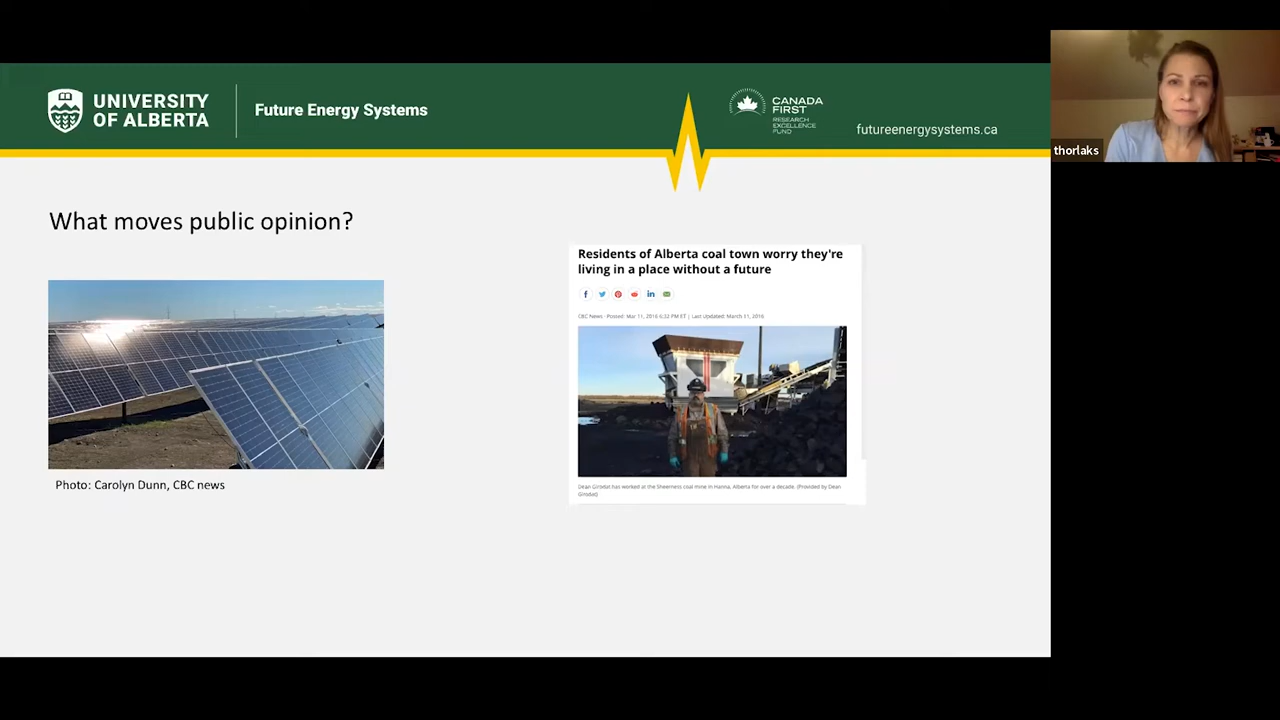 UNIVERSITY
OF ALBERTA
Future Energy Systems
CANADA
FIRST
RESEARCH
EXCELLENCE
FUND
futureenergysystems.ca
thorlaks
What moves public opinion?
Photo: Carolyn Dunn, CBC news
Residents of Alberta coal town worry they're
living in a place without a future
CBC News · Posted: Mar 11, 2016 6:32 PM ET | Last Updated: March 11, 2016
Dean Girodat has worked at the Sheerness coal mine in Hanna, Alberta for over a decade. (Provided by Dean
Girodat)